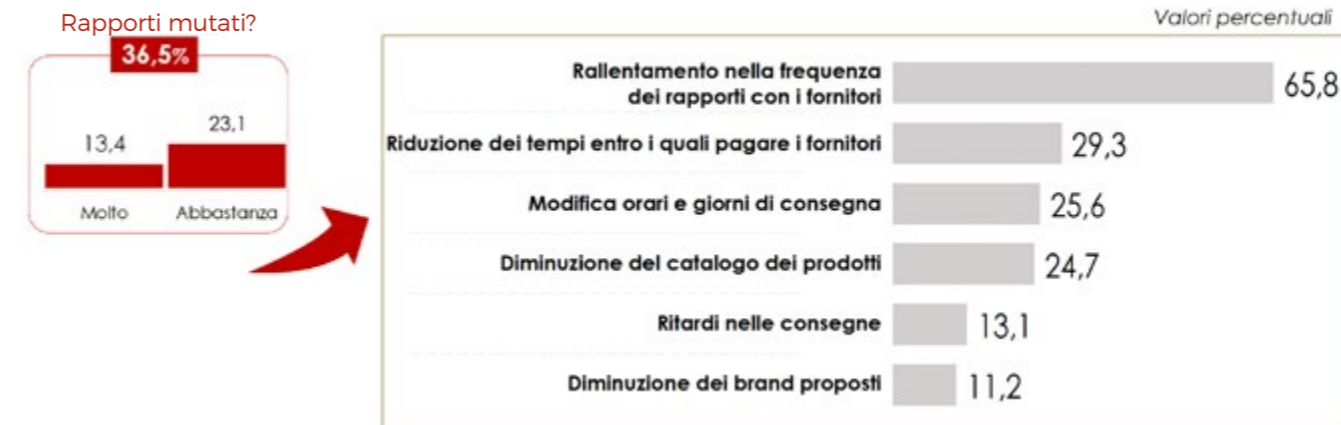 Rapporti mutati?
36,5%
13,4
23,1
Molto
Abbastanza
Valori percentuali
Rallentamento nella frequenza
dei rapporti con i fornitori
65,8
Riduzione dei tempi entro i quali pagare i fornitori
29,3
Modifica orari e giorni di consegna
25,6
Diminuzione del catalogo dei prodotti
24,7
Ritardi nelle consegne
13,1
Diminuzione dei brand proposti
11,2